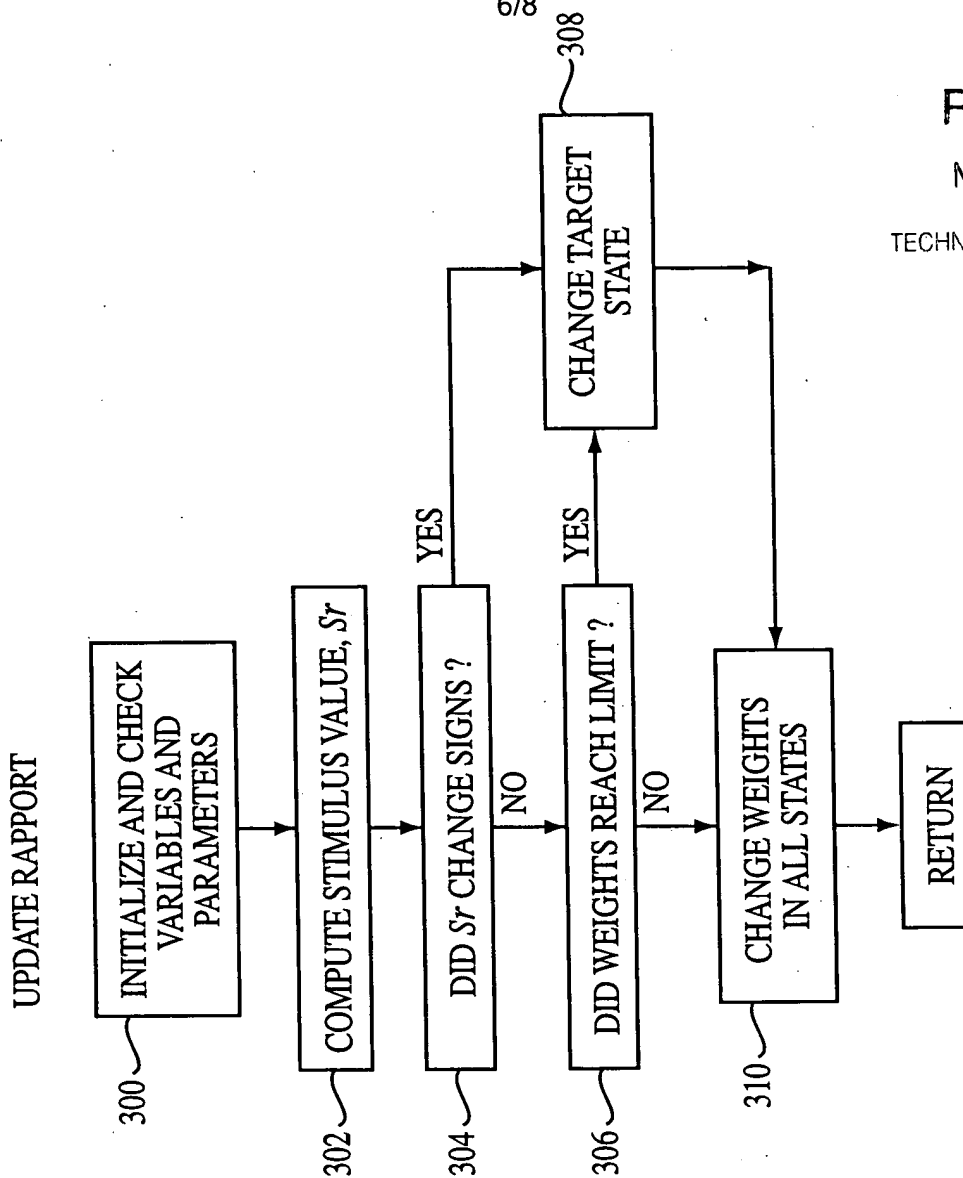 6/8
UPDATE RAPPORT
300
INITIALIZE AND CHECK
VARIABLES AND
PARAMETERS
302
COMPUTE STIMULUS VALUE, Sr
304
DID Sr CHANGE SIGNS ?
YES
NO
306
DID WEIGHTS REACH LIMIT ?
YES
NO
308
CHANGE TARGET
STATE
310
CHANGE WEIGHTS
IN ALL STATES
RETURN
TECHN